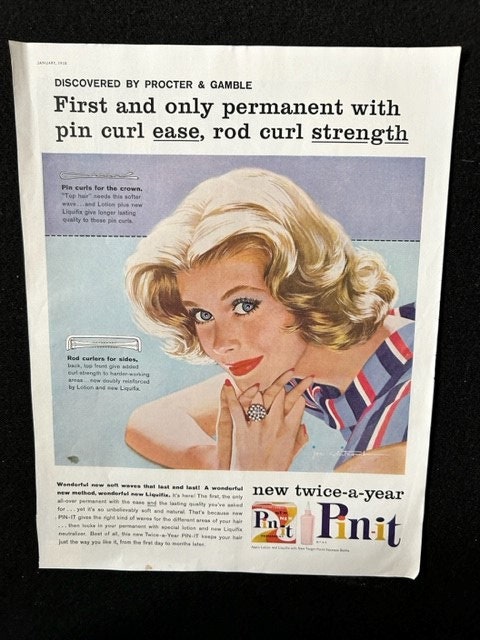 JANUARY, 1958
DISCOVERED BY PROCTER & GAMBLE
First and only permanent with
pin curl ease, rod curl strength
Pin curls for the crown.
"Top hair" needs this softer
wave...and Lotion plus new
Liquifix give longer lasting
quality to these pin curls.
Rod curlers for sides,
back, top front give added
curl strength to harder-working
areas...now doubly reinforced
by Lotion and new Liquifix.
Wonderful new soft waves that last and last! A wonderful
new method, wonderful new Liquifix. It's here! The first, the only
all-over permanent with the ease and the lasting quality you've asked
for...yet it's so unbelievably soft and natural. That's because new
PIN-IT gives the right kind of waves for the different areas of your hair
...then locks in your permanent with special lotion and new Liquifix
neutralizer. Best of all, this new Twice-a-Year PIN-IT keeps your hair
just the way you like it, from the first day to months later.
new twice-a-year
Pin it
Pin-it